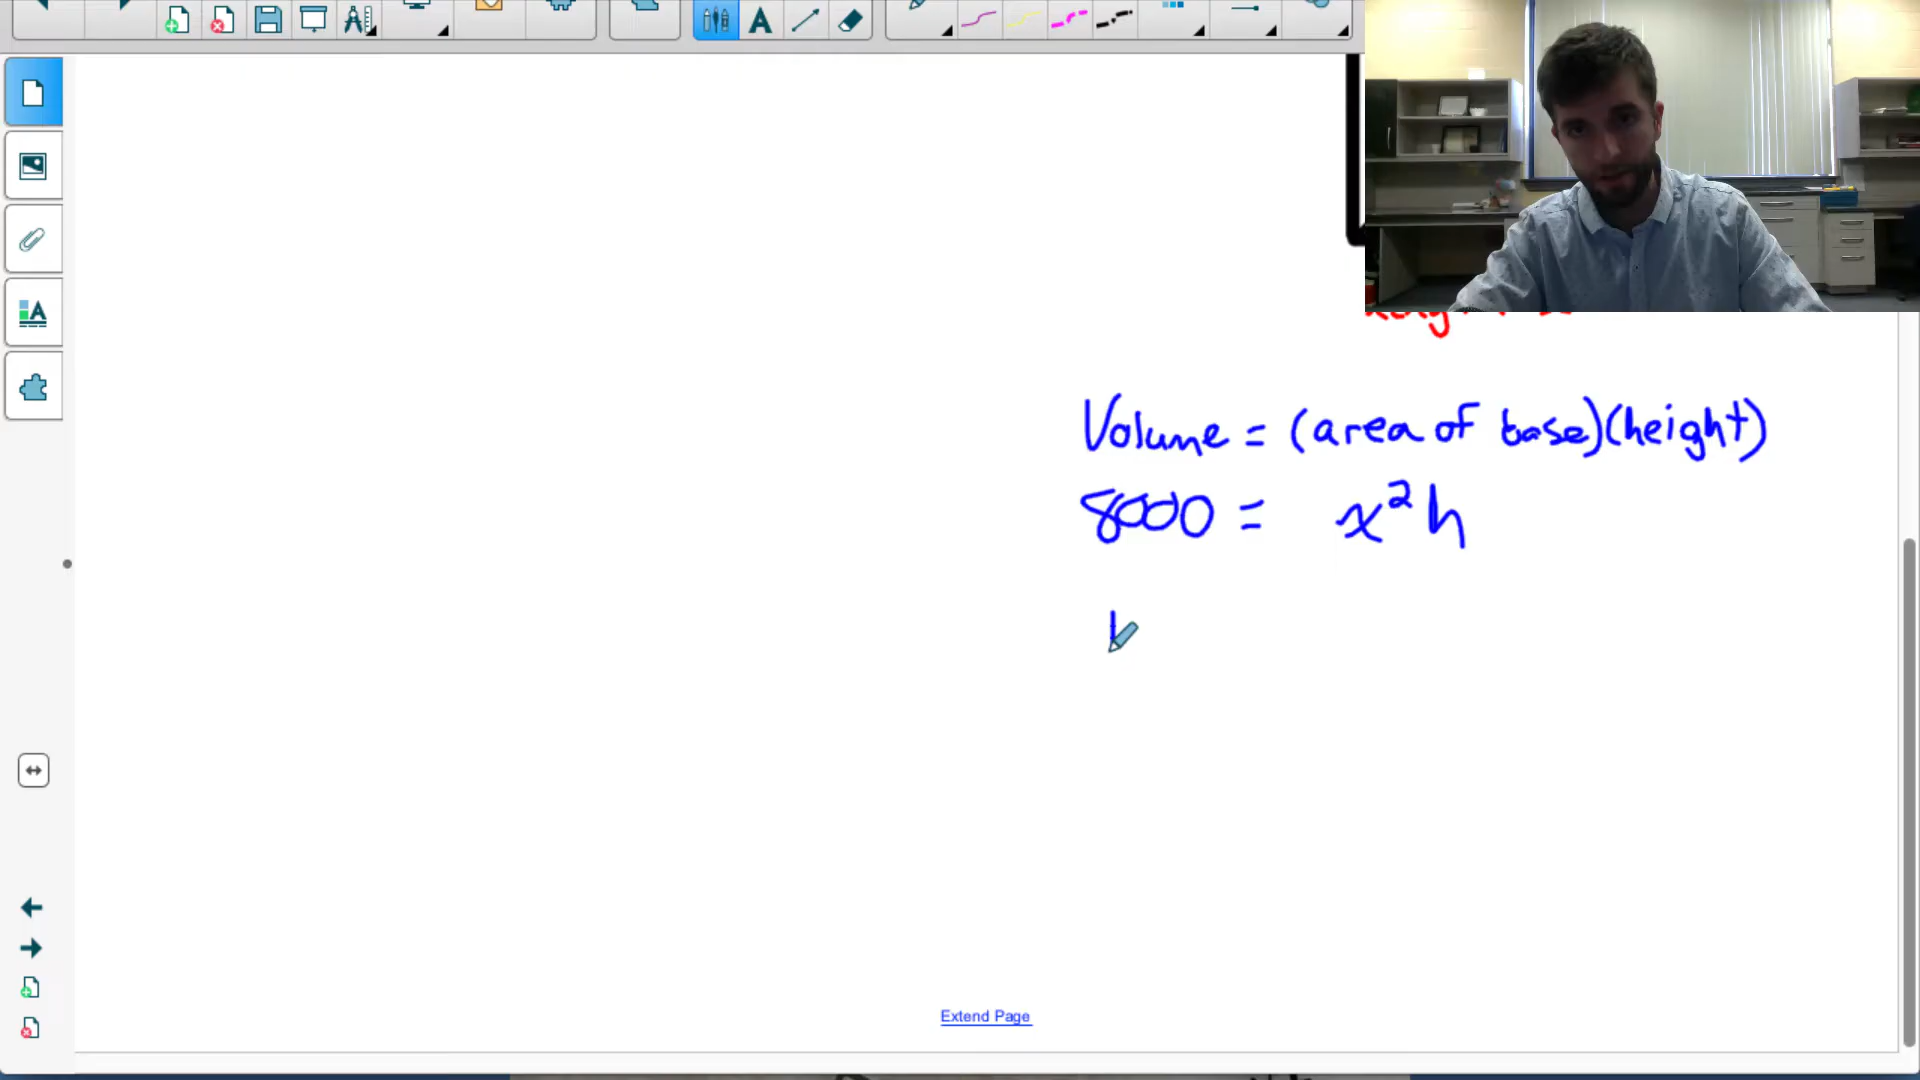 Volume = (area of base)(height)
8000 = x²h
Extend Page